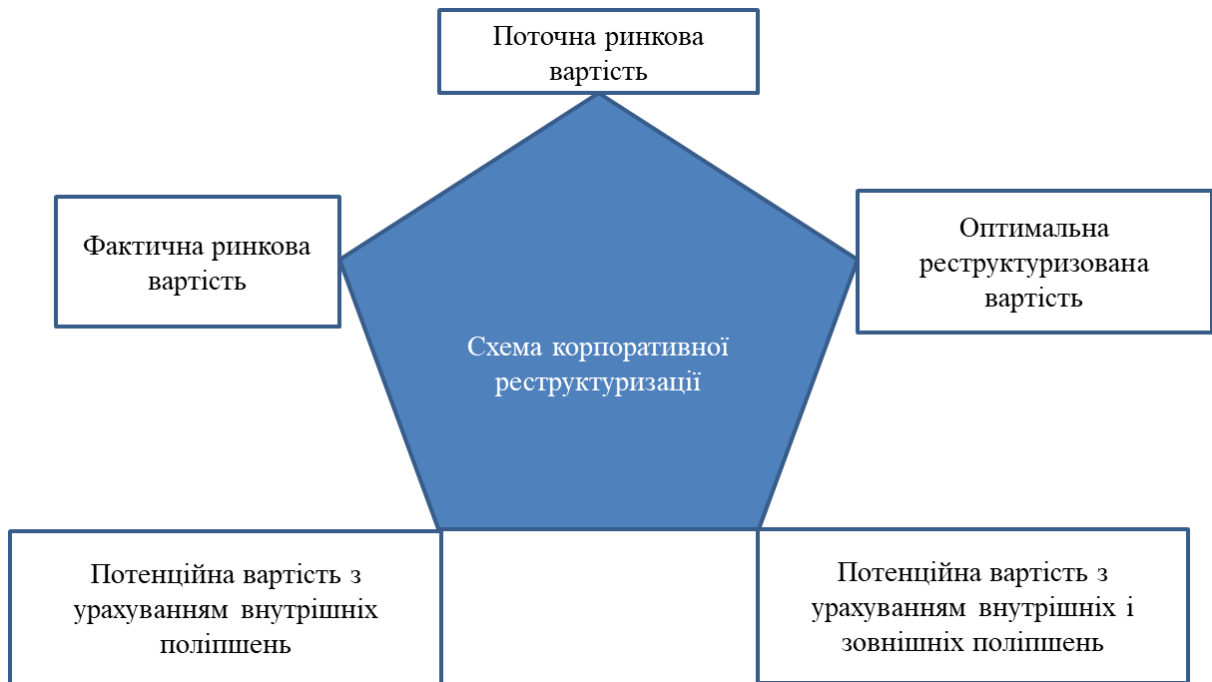 Поточна ринкова
вартість
Фактична ринкова
вартість
Оптимальна
реструктуризована
вартість
Схема корпоративної
реструктуризації
Потенційна вартість з
урахуванням внутрішніх
поліпшень
Потенційна вартість з
урахуванням внутрішніх і
зовнішніх поліпшень